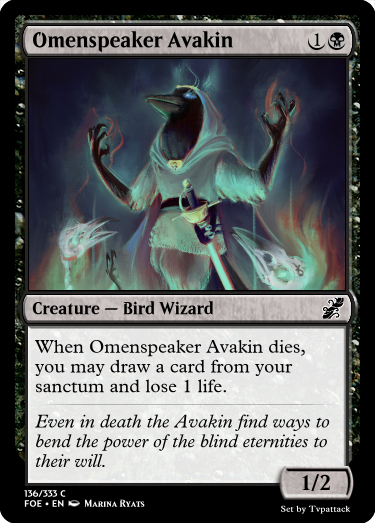 Omenspeaker Avakin 1
Creature — Bird Wizard
When Omenspeaker Avakin dies,
you may draw a card from your
sanctum and lose 1 life.
Even in death the Avakin find ways to
bend the power of the blind eternities to
their will.
1/2
136/333 C
FOE • EN Marina Ryats
Set by Tvpattack